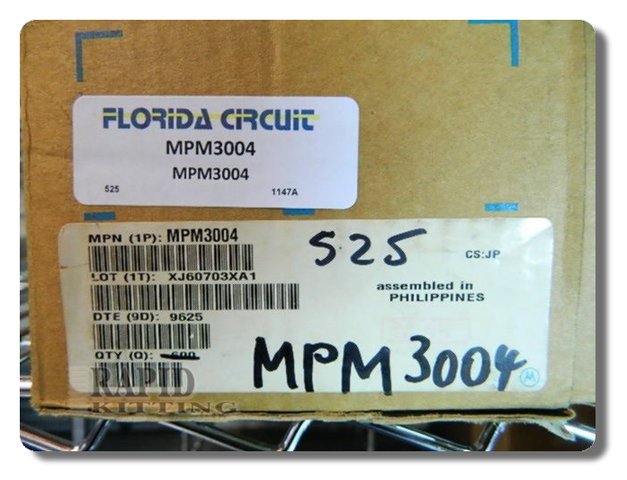 FLORIDA CIRCUIT
MPM3004
MPM3004
525 1147A
MPN (1P): MPM3004
525
CS:JP
LOT (1T): XJ60703XA1
assembled in
PHILIPPINES
DTE (9D): 9625
QTY (Q): 600
MPM3004
RAPID
KITTING